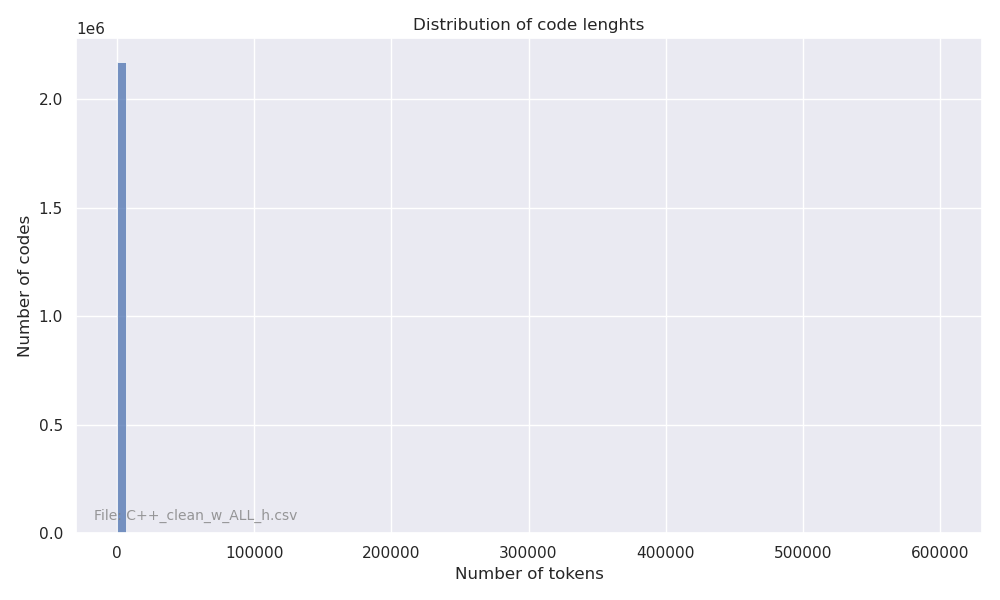 Distribution of code lenghts
1e6
2.0
1.5
1.0
0.5
0.0
Number of codes
File: C++_clean_w_ALL_h.csv
0 100000 200000 300000 400000 500000 600000
Number of tokens